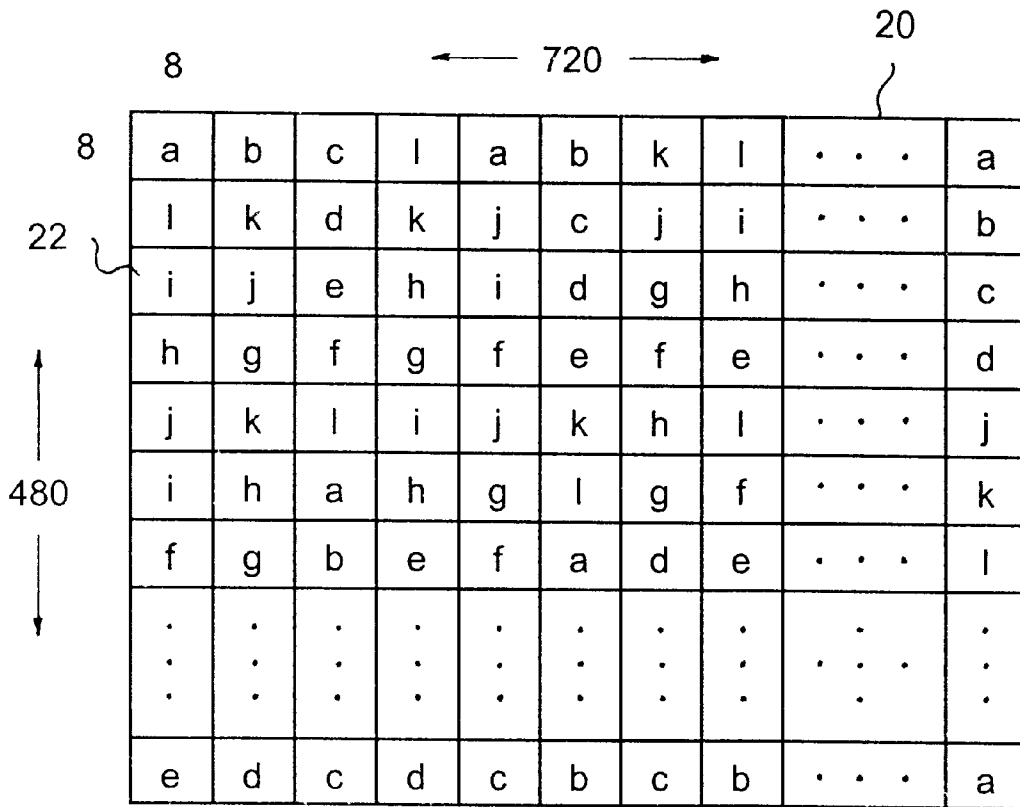 20
8 720
8 a b c l a b k l . . . a
l k d k j c j i . . . b
22
i j e h i d g h . . . c
h g f g f e f e . . . d
j k l i j k h l . . . j
480 i h a h g l g f . . . k
f g b e f a d e . . . l
. . . . . . . . . .
. . . . . . . . . . . .
. . . . . . . . . .
e d c d c b c b . . . a